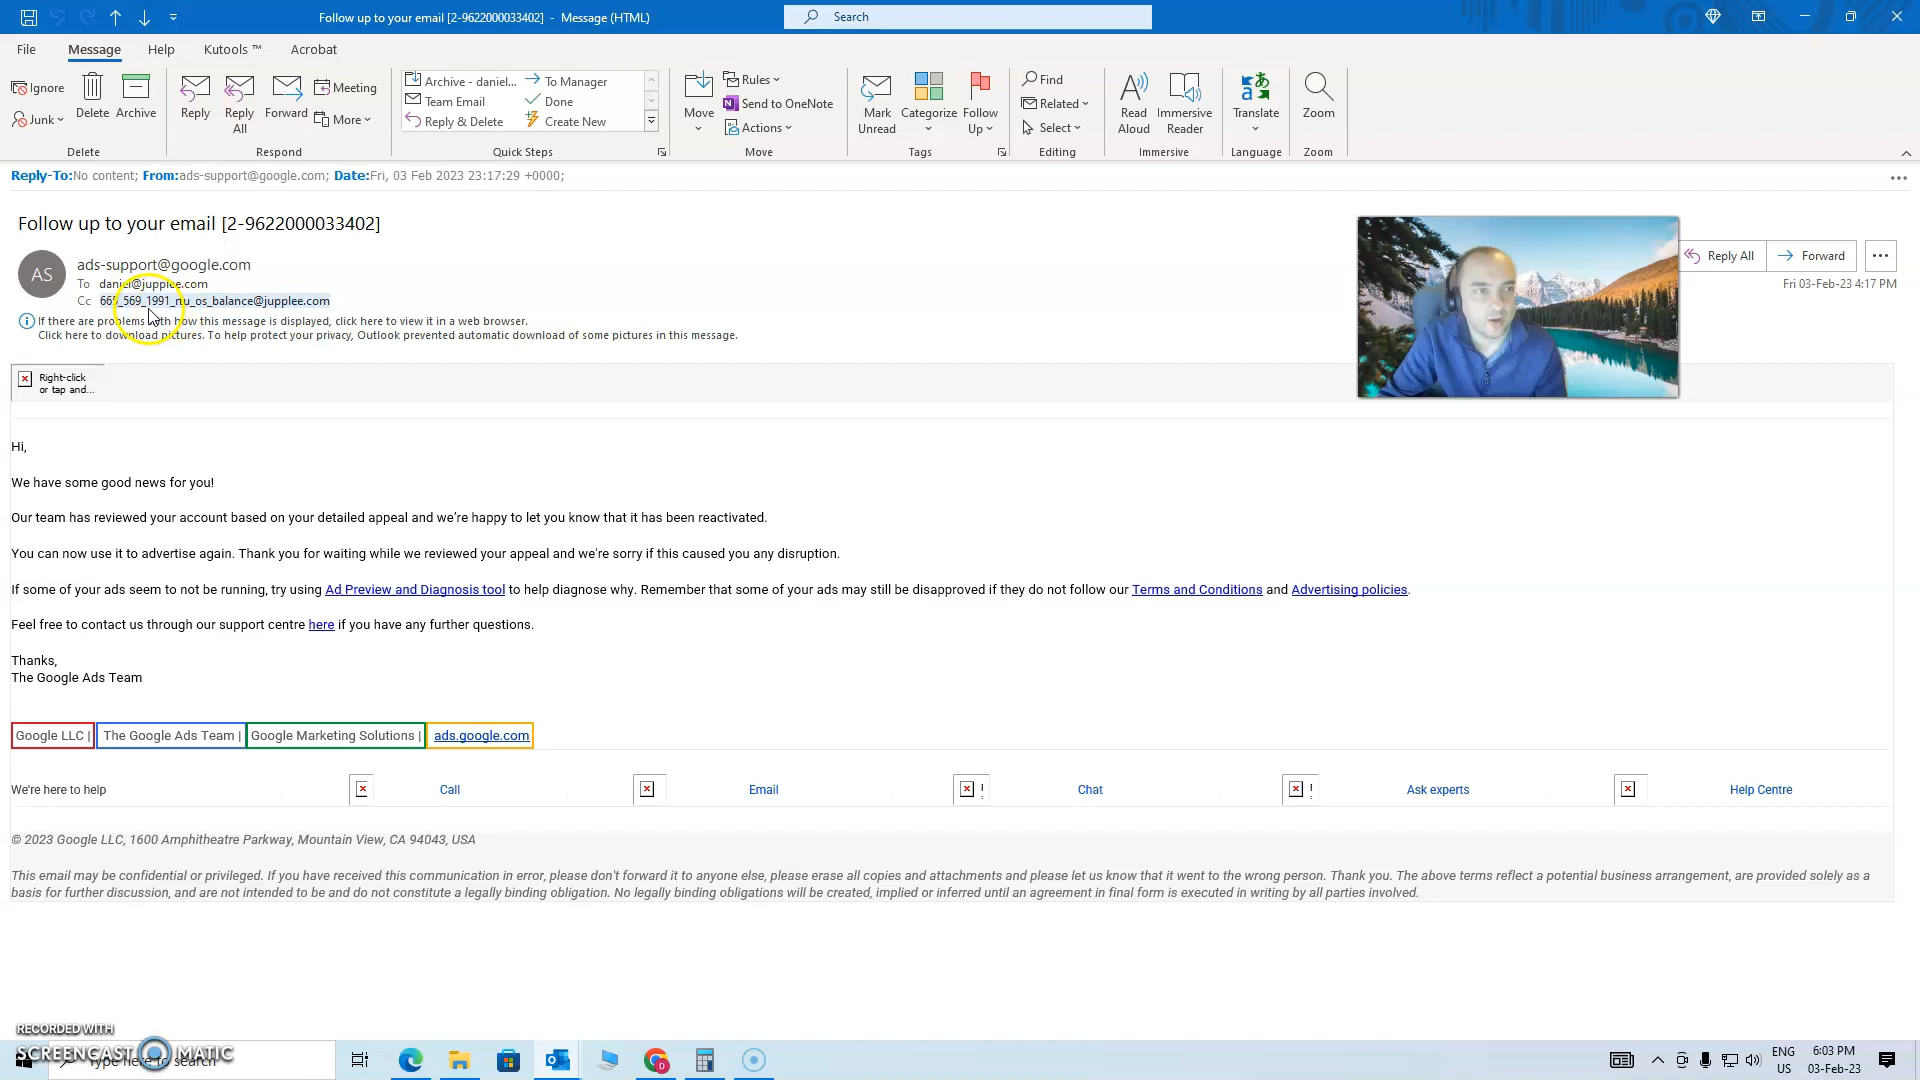 Follow up to your email [2-9622000033402] - Message (HTML)
Search
File Message Help Kutools ™ Acrobat
Ignore
Junk
Delete
Archive
Reply
Reply All
Forward
Meeting
More
Archive - daniel...
Team Email
Reply & Delete
To Manager
Done
Create New
Move
Rules
Send to OneNote
Actions
Mark Unread
Categorize
Follow Up
Find
Related
Select
Read Aloud
Immersive Reader
Translate
Zoom
Delete Respond Quick Steps Move Tags Editing Immersive Language Zoom
Reply-To:No content; From:ads-support@google.com; Date:Fri, 03 Feb 2023 23:17:29 +0000;
Follow up to your email [2-9622000033402]
AS
ads-support@google.com
To daniel@jupplee.com
Cc 665_569_1991_nu_os_balance@jupplee.com
Reply All
Forward
Fri 03-Feb-23 4:17 PM
If there are problems with how this message is displayed, click here to view it in a web browser.
Click here to download pictures. To help protect your privacy, Outlook prevented automatic download of some pictures in this message.
Right-click
or tap and...
Hi,
We have some good news for you!
Our team has reviewed your account based on your detailed appeal and we're happy to let you know that it has been reactivated.
You can now use it to advertise again. Thank you for waiting while we reviewed your appeal and we're sorry if this caused you any disruption.
If some of your ads seem to not be running, try using Ad Preview and Diagnosis tool to help diagnose why. Remember that some of your ads may still be disapproved if they do not follow our Terms and Conditions and Advertising policies.
Feel free to contact us through our support centre here if you have any further questions.
Thanks,
The Google Ads Team
Google LLC | The Google Ads Team | Google Marketing Solutions | ads.google.com
We're here to help Call Email Chat Ask experts Help Centre
© 2023 Google LLC, 1600 Amphitheatre Parkway, Mountain View, CA 94043, USA
This email may be confidential or privileged. If you have received this communication in error, please don't forward it to anyone else, please erase all copies and attachments and please let us know that it went to the wrong person. Thank you. The above terms reflect a potential business arrangement, are provided solely as a
basis for further discussion, and are not intended to be and do not constitute a legally binding obligation. No legally binding obligations will be created, implied or inferred until an agreement in final form is executed in writing by all parties involved.
RECORDED WITH
SCREENCAST MATIC
Type here to search
ENG
US
6:03 PM
03-Feb-23